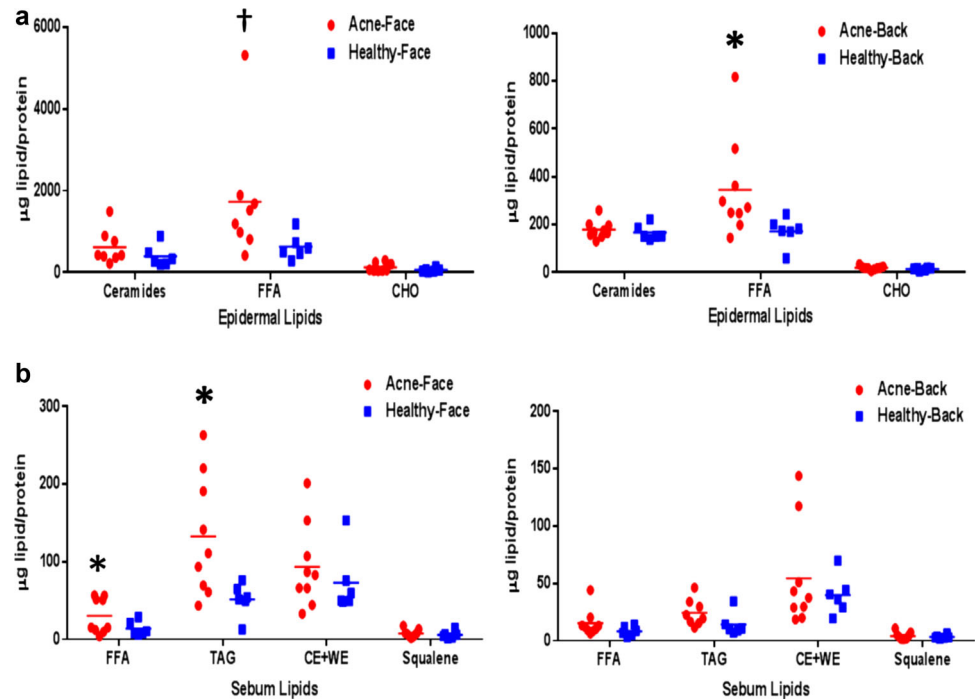 a
†
Acne-Face
Healthy-Face
6000
4000
2000
0
µg lipid/protein
Ceramides FFA CHO
Epidermal Lipids
*
Acne-Back
Healthy-Back
1000
800
600
400
200
0
µg lipid/protein
Ceramides FFA CHO
Epidermal Lipids
b
* *
Acne-Face
Healthy-Face
300
200
100
0
µg lipid/protein
FFA TAG CE+WE Squalene
Sebum Lipids
Acne-Back
Healthy-Back
200
150
100
50
0
µg lipid/protein
FFA TAG CE+WE Squalene
Sebum Lipids